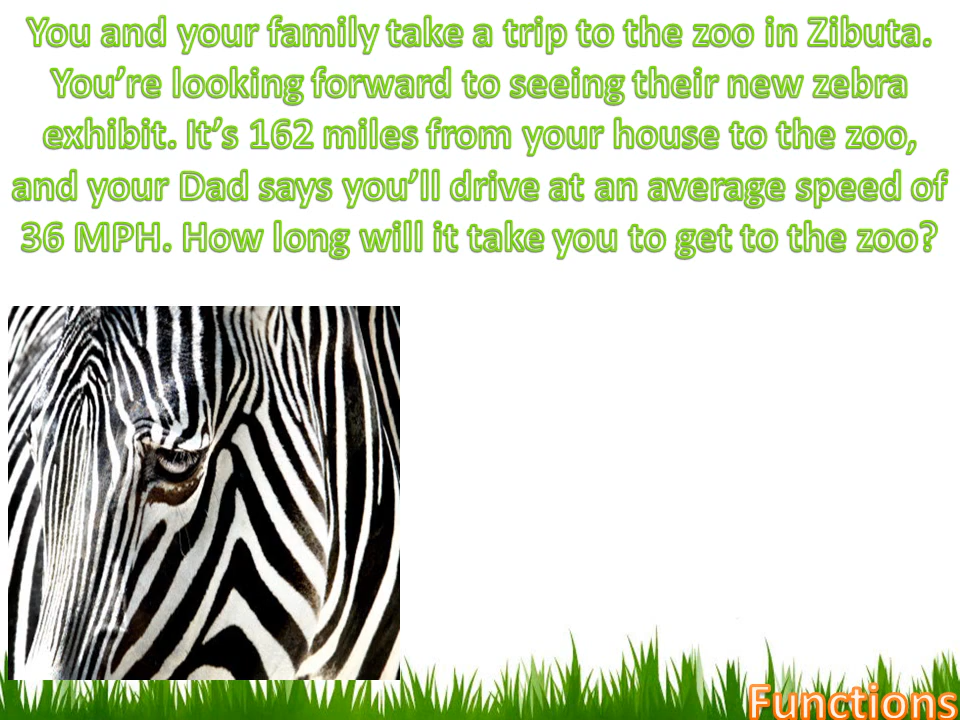 You and your family take a trip to the zoo in Zibuta.
You’re looking forward to seeing their new zebra
exhibit. It’s 162 miles from your house to the zoo,
and your Dad says you’ll drive at an average speed of
36 MPH. How long will it take you to get to the zoo?
Functions